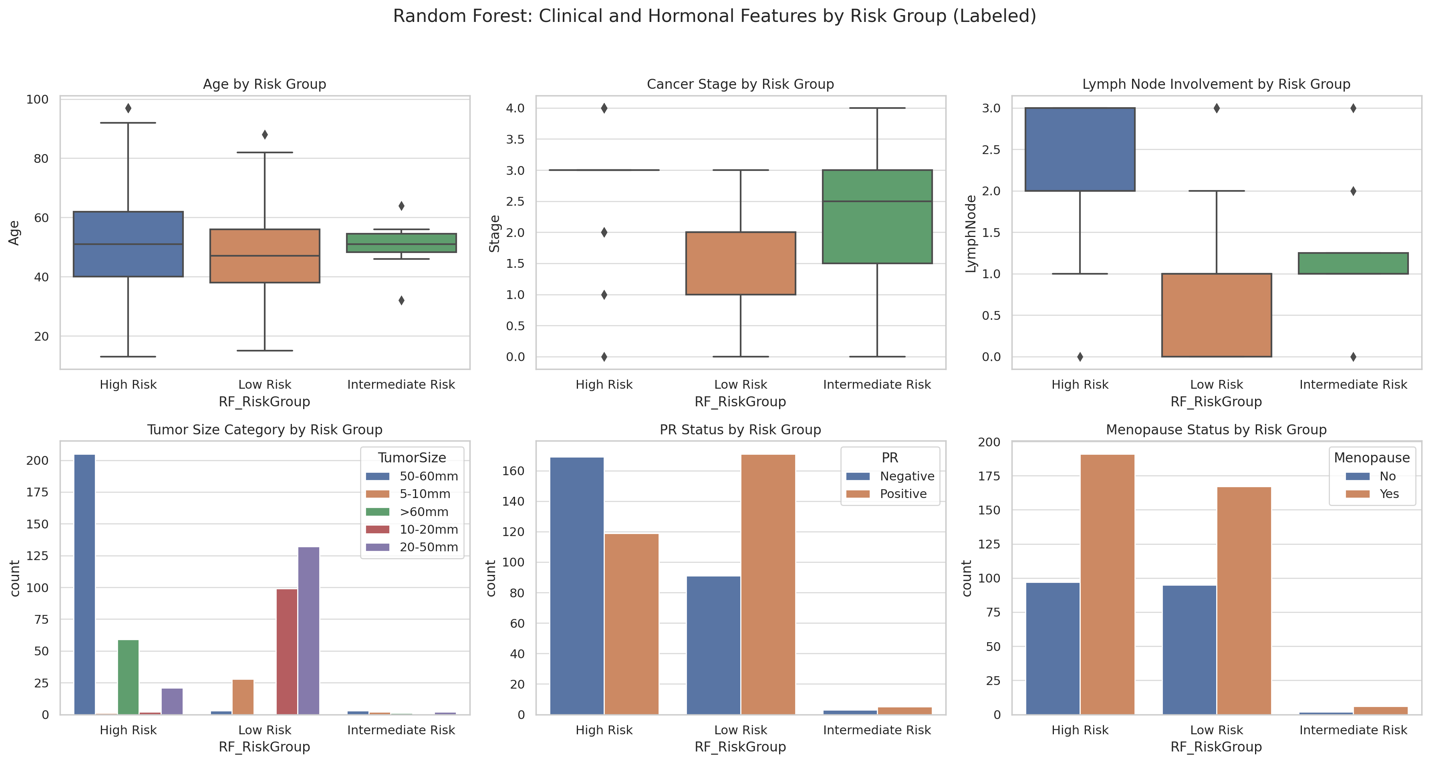 Random Forest: Clinical and Hormonal Features by Risk Group (Labeled)
Age by Risk Group
100
80
60
40
20
Age
High Risk
Low Risk
Intermediate Risk
RF_RiskGroup
Cancer Stage by Risk Group
4.0
3.5
3.0
2.5
2.0
1.5
1.0
0.5
0.0
Stage
High Risk
Low Risk
Intermediate Risk
RF_RiskGroup
Lymph Node Involvement by Risk Group
3.0
2.5
2.0
1.5
1.0
0.5
0.0
LymphNode
High Risk
Low Risk
Intermediate Risk
RF_RiskGroup
Tumor Size Category by Risk Group
200
175
150
125
100
75
50
25
0
count
TumorSize
50-60mm
5-10mm
>60mm
10-20mm
20-50mm
High Risk
Low Risk
Intermediate Risk
RF_RiskGroup
PR Status by Risk Group
160
140
120
100
80
60
40
20
0
count
PR
Negative
Positive
High Risk
Low Risk
Intermediate Risk
RF_RiskGroup
Menopause Status by Risk Group
200
175
150
125
100
75
50
25
0
count
Menopause
No
Yes
High Risk
Low Risk
Intermediate Risk
RF_RiskGroup